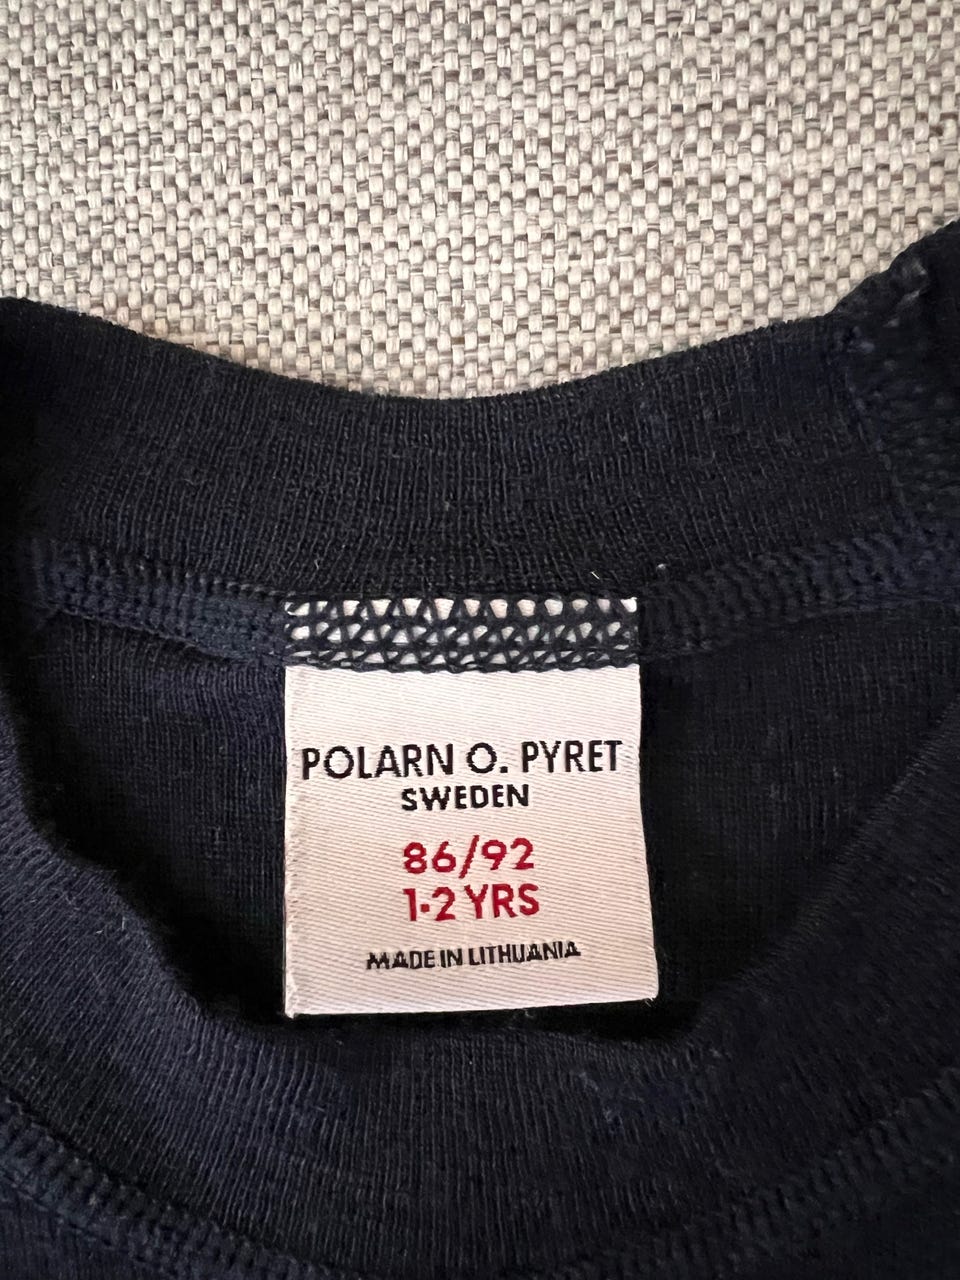 POLARN O. PYRET
SWEDEN
86/92
1-2 YRS
MADE IN LITHUANIA